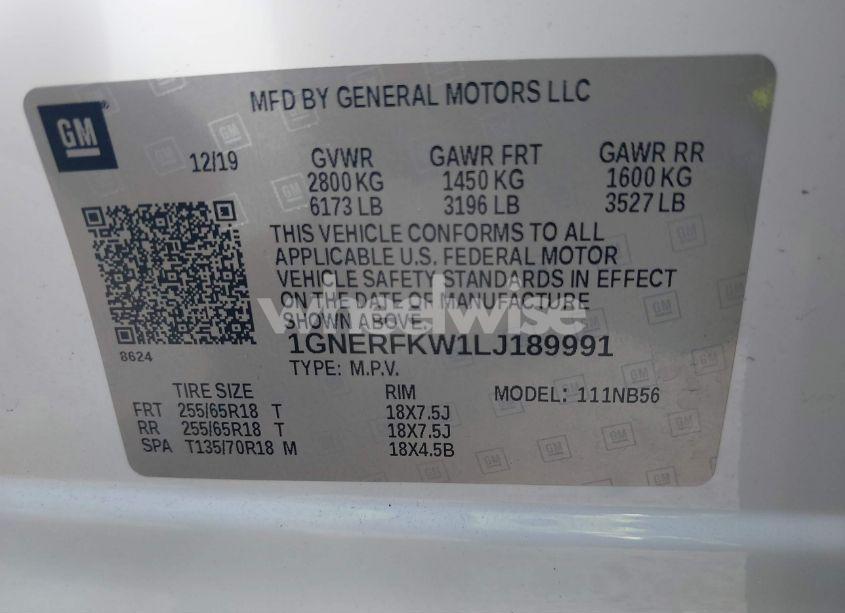 GM
MFD BY GENERAL MOTORS LLC
12/19 GVWR GAWR FRT GAWR RR
2800 KG 1450 KG 1600 KG
6173 LB 3196 LB 3527 LB
THIS VEHICLE CONFORMS TO ALL
APPLICABLE U.S. FEDERAL MOTOR
VEHICLE SAFETY STANDARDS IN EFFECT
ON THE DATE OF MANUFACTURE
SHOWN ABOVE.
wheelwise
8624
1GNERFKW1LJ189991
TYPE: M.P.V.
TIRE SIZE RIM MODEL: 111NB56
FRT 255/65R18 T 18X7.5J
RR 255/65R18 T 18X7.5J
SPA T135/70R18 M 18X4.5B